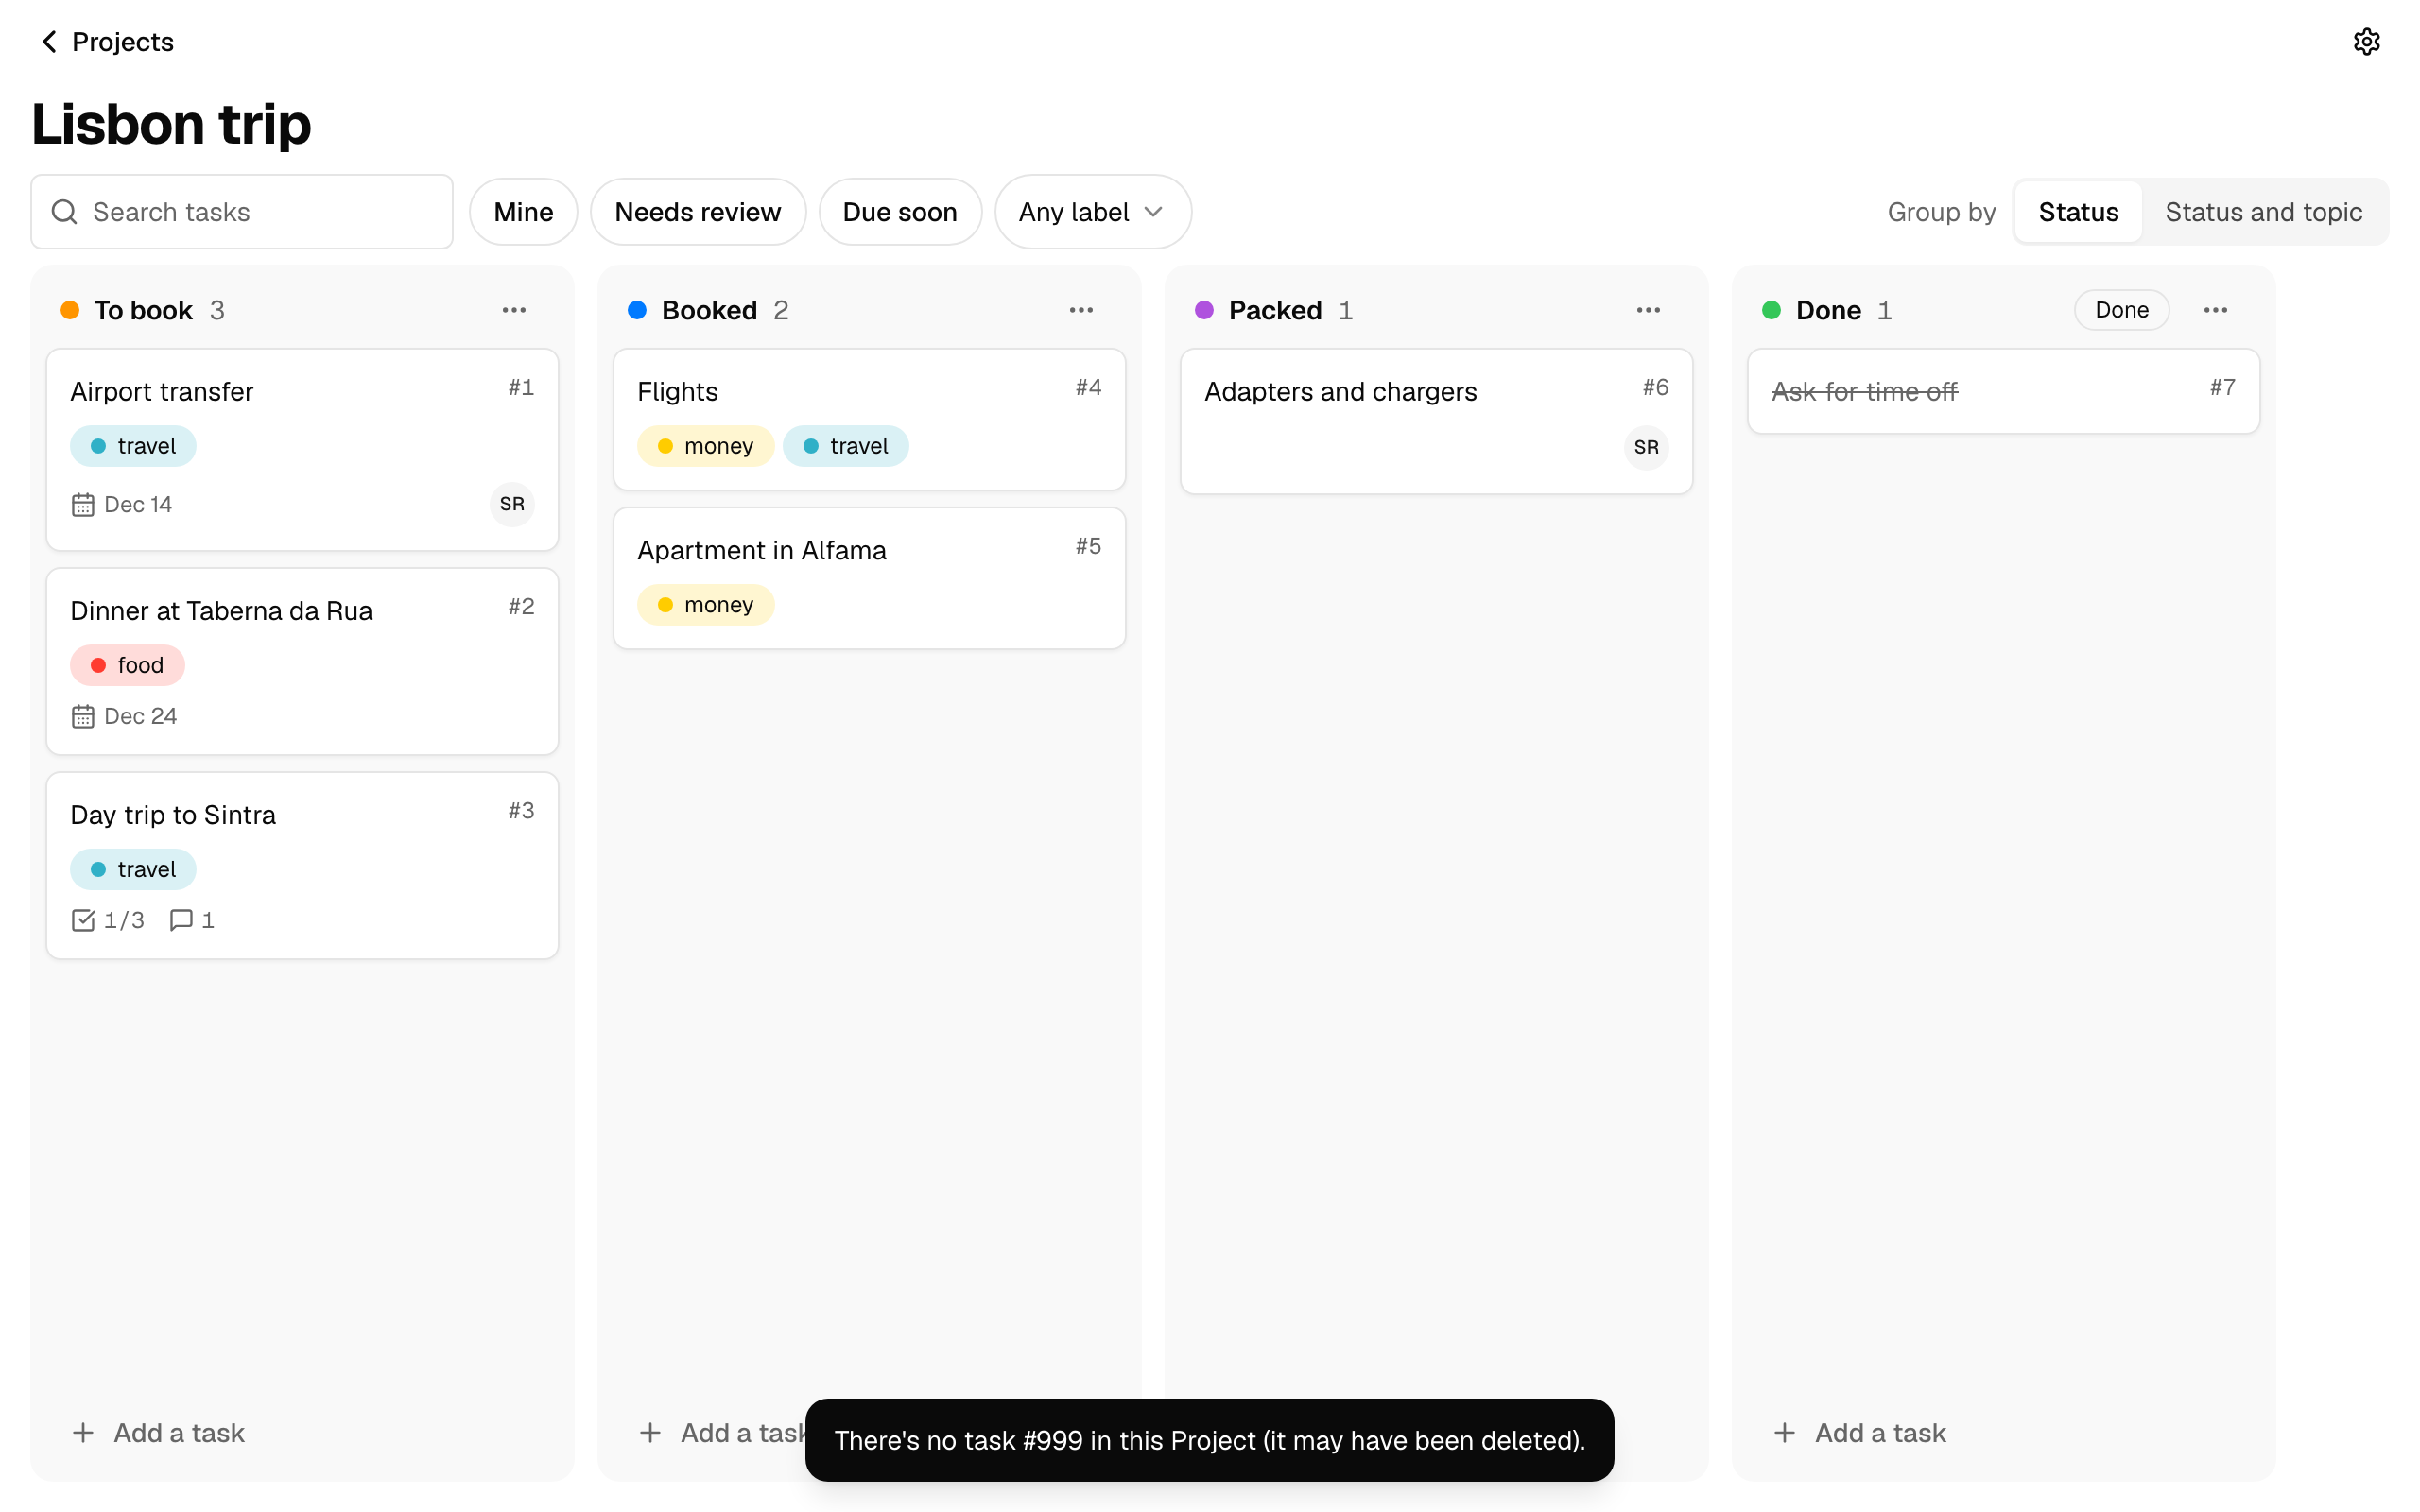 Projects
Lisbon trip
Search tasks
Mine
Needs review
Due soon
Any label
Group by
Status
Status and topic
To book 3
Airport transfer #1
travel
Dec 14
SR
Dinner at Taberna da Rua #2
food
Dec 24
Day trip to Sintra #3
travel
1/3 1
Add a task
Booked 2
Flights #4
money travel
Apartment in Alfama #5
money
Add a task
Packed 1
Adapters and chargers #6
SR
Done 1 Done
Ask for time off #7
Add a task
There's no task #999 in this Project (it may have been deleted).